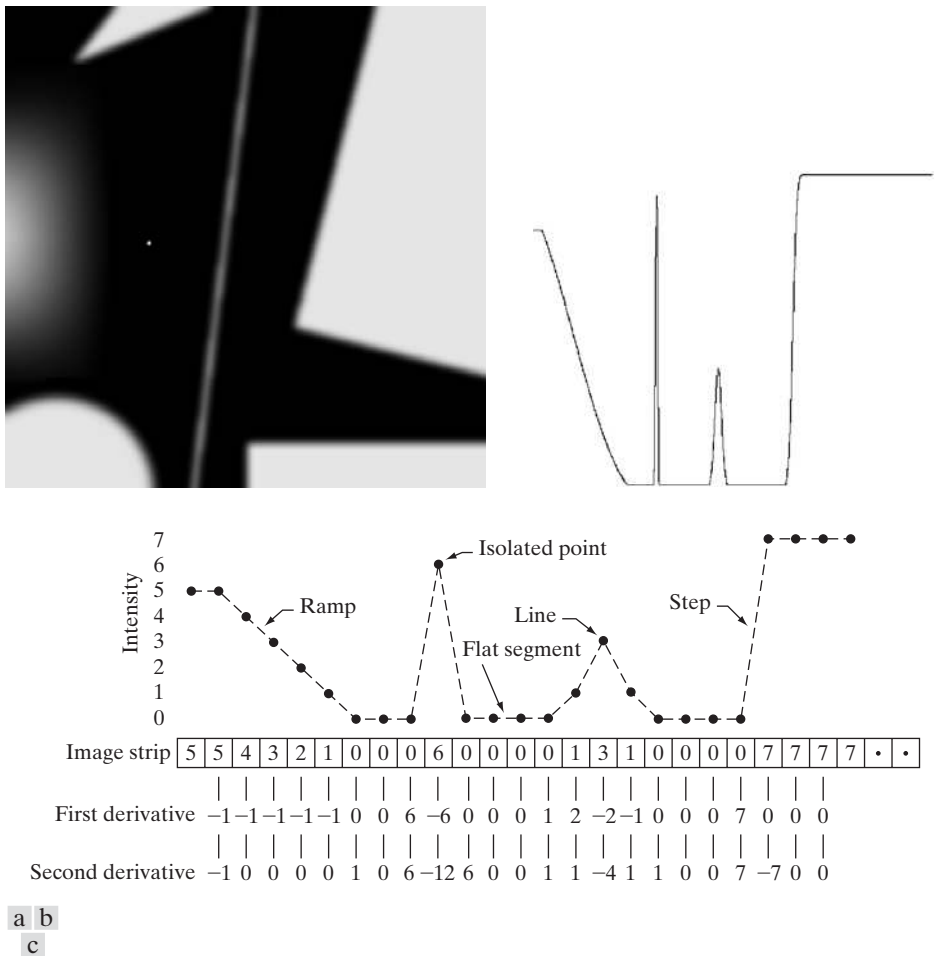 7
6
5
4
3
2
1
0
Intensity
Isolated point
Ramp
Line
Step
Flat segment
Image strip 5 5 4 3 2 1 0 0 0 6 0 0 0 0 1 3 1 0 0 0 0 7 7 7 7 • •
First derivative −1 −1 −1 −1 −1 0 0 6 −6 0 0 0 1 2 −2 −1 0 0 0 7 0 0 0
Second derivative −1 0 0 0 0 1 0 6 −12 6 0 0 1 1 −4 1 1 0 0 7 −7 0 0
a b
c